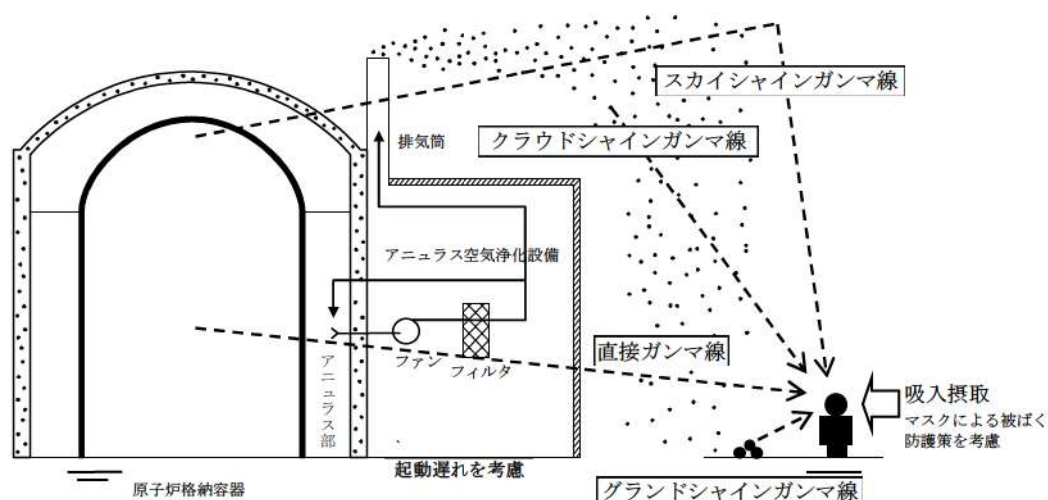 スカイシャインガンマ線
クラウドシャインガンマ線
排気筒
アニュラス空気浄化設備
直接ガンマ線
アニュラス部
ファン
フィルタ
吸入摂取
マスクによる被ばく
防護策を考慮
起動遅れを考慮
原子炉格納容器
グランドシャインガンマ線